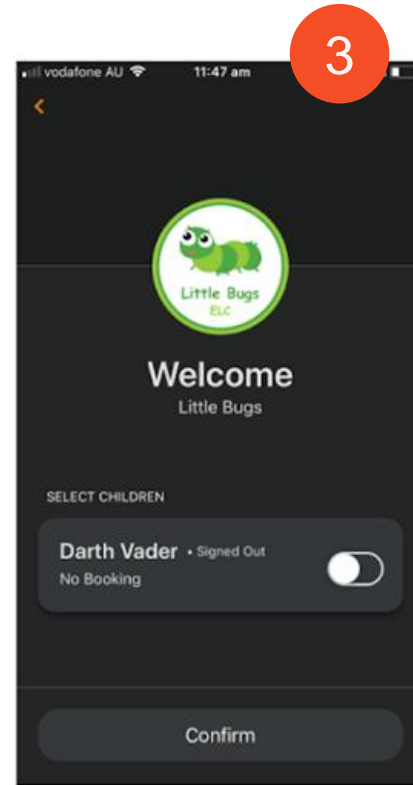 3
vodafone AU 11:47 am
Little Bugs
ELC
Welcome
Little Bugs
SELECT CHILDREN
Darth Vader • Signed Out
No Booking
Confirm